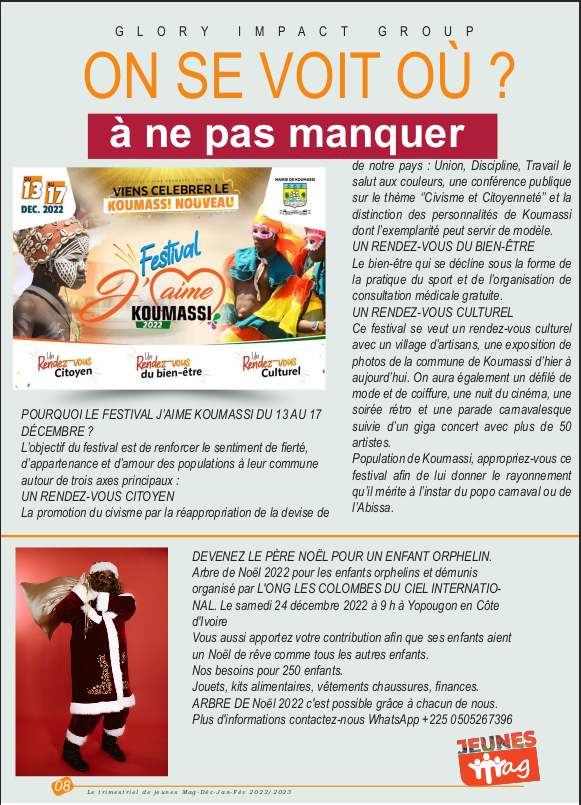 GLORY IMPACT GROUP
ON SE VOIT OÙ ?
à ne pas manquer
DU 13 AU 17
DEC. 2022
VIENS CELEBRER LE
KOUMASSI NOUVEAU
MAIRIE DE KOUMASSI
Festival
J'aime
KOUMASSI
2022
Un Rendez-vous
Citoyen
Un Rendez-vous
du bien-être
Un Rendez-vous
Culturel
POURQUOI LE FESTIVAL J'AIME KOUMASSI DU 13 AU 17
DÉCEMBRE ?
L'objectif du festival est de renforcer le sentiment de fierté,
d'appartenance et d'amour des populations à leur commune
autour de trois axes principaux :
UN RENDEZ-VOUS CITOYEN
La promotion du civisme par la réappropriation de la devise de
de notre pays : Union, Discipline, Travail le
salut aux couleurs, une conférence publique
sur le thème "Civisme et Citoyenneté" et la
distinction des personnalités de Koumassi
dont l'exemplarité peut servir de modèle.
UN RENDEZ-VOUS DU BIEN-ÊTRE
Le bien-être qui se décline sous la forme de
la pratique du sport et de l'organisation de
consultation médicale gratuite.
UN RENDEZ-VOUS CULTUREL
Ce festival se veut un rendez-vous culturel
avec un village d'artisans, une exposition de
photos de la commune de Koumassi d'hier à
aujourd'hui. On aura également un défilé de
mode et de coiffure, une nuit du cinéma, une
soirée rétro et une parade carnavalesque
suivie d'un giga concert avec plus de 50
artistes.
Population de Koumassi, appropriez-vous ce
festival afin de lui donner le rayonnement
qu'il mérite à l'instar du popo carnaval ou de
l'Abissa.
DEVENEZ LE PÈRE NOËL POUR UN ENFANT ORPHELIN.
Arbre de Noël 2022 pour les enfants orphelins et démunis
organisé par L'ONG LES COLOMBES DU CIEL INTERNATIO-
NAL. Le samedi 24 décembre 2022 à 9 h à Yopougon en Côte
d'Ivoire
Vous aussi apportez votre contribution afin que ses enfants aient
un Noël de rêve comme tous les autres enfants.
Nos besoins pour 250 enfants.
Jouets, kits alimentaires, vêtements chaussures, finances.
ARBRE DE Noël 2022 c'est possible grâce à chacun de nous.
Plus d'informations contactez-nous WhatsApp +225 0505267396
JEUNES
mag
08
Le trimestriel de jeunes Mag-Déc-Jan-Fév 2022/2023